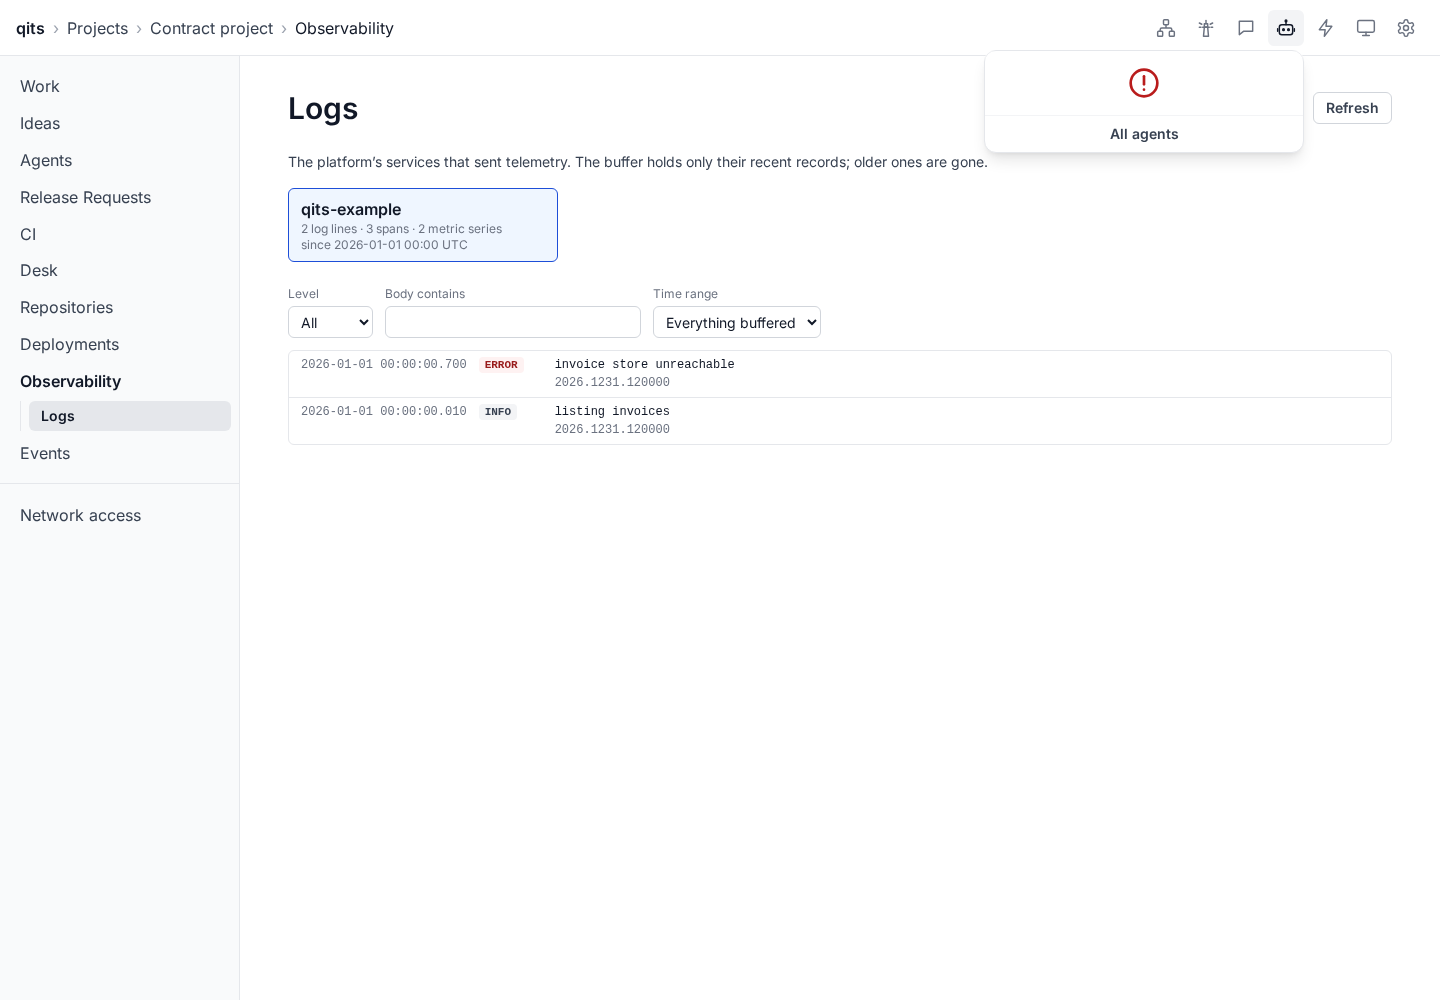 qits › Projects › Contract project › Observability
All agents
Work
Ideas
Agents
Release Requests
CI
Desk
Repositories
Deployments
Observability
Logs
Events
Network access
Logs
Refresh
The platform’s services that sent telemetry. The buffer holds only their recent records; older ones are gone.
qits-example
2 log lines · 3 spans · 2 metric series
since 2026-01-01 00:00 UTC
Level
Body contains
Time range
All
Everything buffered
2026-01-01 00:00:00.700 ERROR invoice store unreachable
2026.1231.120000
2026-01-01 00:00:00.010 INFO listing invoices
2026.1231.120000